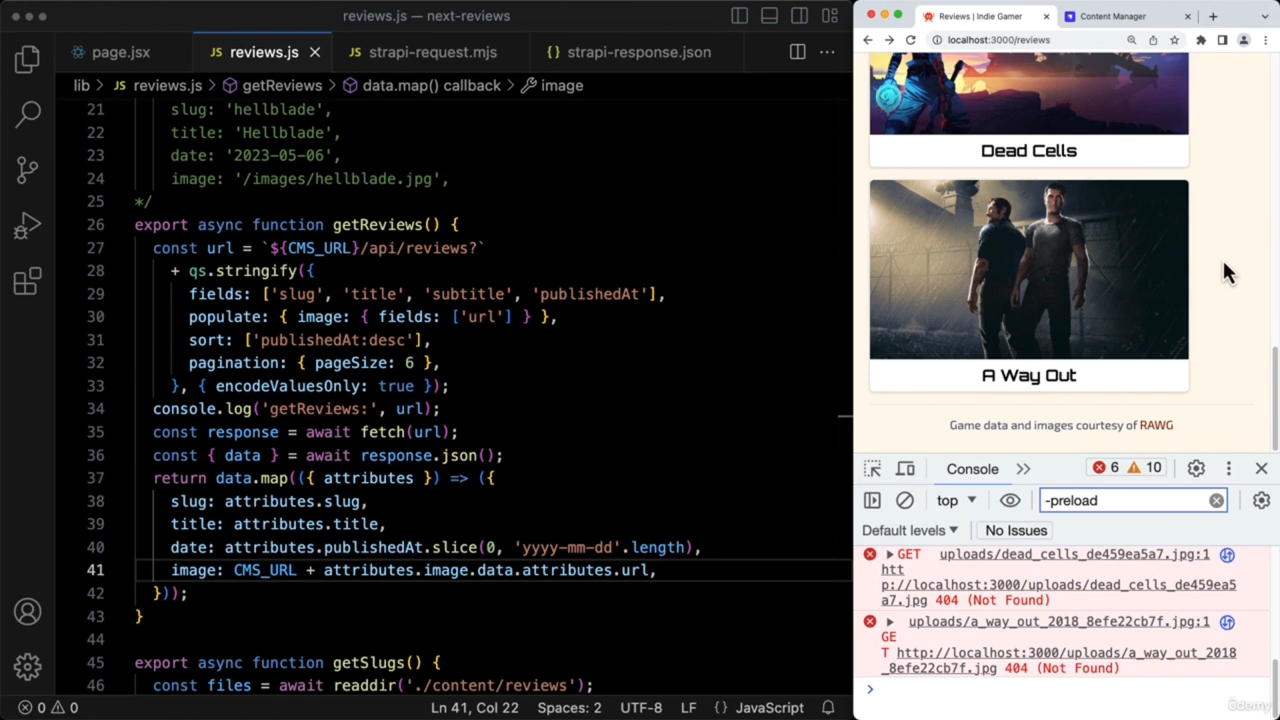 reviews.js — next-reviews
page.jsx
JS reviews.js
JS strapi-request.mjs
{} strapi-response.json
lib > JS reviews.js > getReviews > data.map() callback > image
21 slug: 'hellblade',
22 title: 'Hellblade',
23 date: '2023-05-06',
24 image: '/images/hellblade.jpg',
25 */
26 export async function getReviews() {
27 const url = `${CMS_URL}/api/reviews?`
28 + qs.stringify({
29 fields: ['slug', 'title', 'subtitle', 'publishedAt'],
30 populate: { image: { fields: ['url'] } },
31 sort: ['publishedAt:desc'],
32 pagination: { pageSize: 6 },
33 }, { encodeValuesOnly: true });
34 console.log('getReviews:', url);
35 const response = await fetch(url);
36 const { data } = await response.json();
37 return data.map(({ attributes }) => ({
38 slug: attributes.slug,
39 title: attributes.title,
40 date: attributes.publishedAt.slice(0, 'yyyy-mm-dd'.length),
41 image: CMS_URL + attributes.image.data.attributes.url,
42 }));
43 }
44
45 export async function getSlugs() {
46 const files = await readdir('./content/reviews');
0 0
Ln 41, Col 22 Spaces: 2 UTF-8 LF {} JavaScript
Reviews | Indie Gamer
Content Manager
localhost:3000/reviews
Dead Cells
A Way Out
Game data and images courtesy of RAWG
Console
6 10
top
-preload
Default levels
No Issues
GET uploads/dead_cells_de459ea5a7.jpg:1
htt
p://localhost:3000/uploads/dead_cells_de459ea5
a7.jpg 404 (Not Found)
uploads/a_way_out_2018_8efe22cb7f.jpg:1
GE
T http://localhost:3000/uploads/a_way_out_2018
_8efe22cb7f.jpg 404 (Not Found)
ûdemy